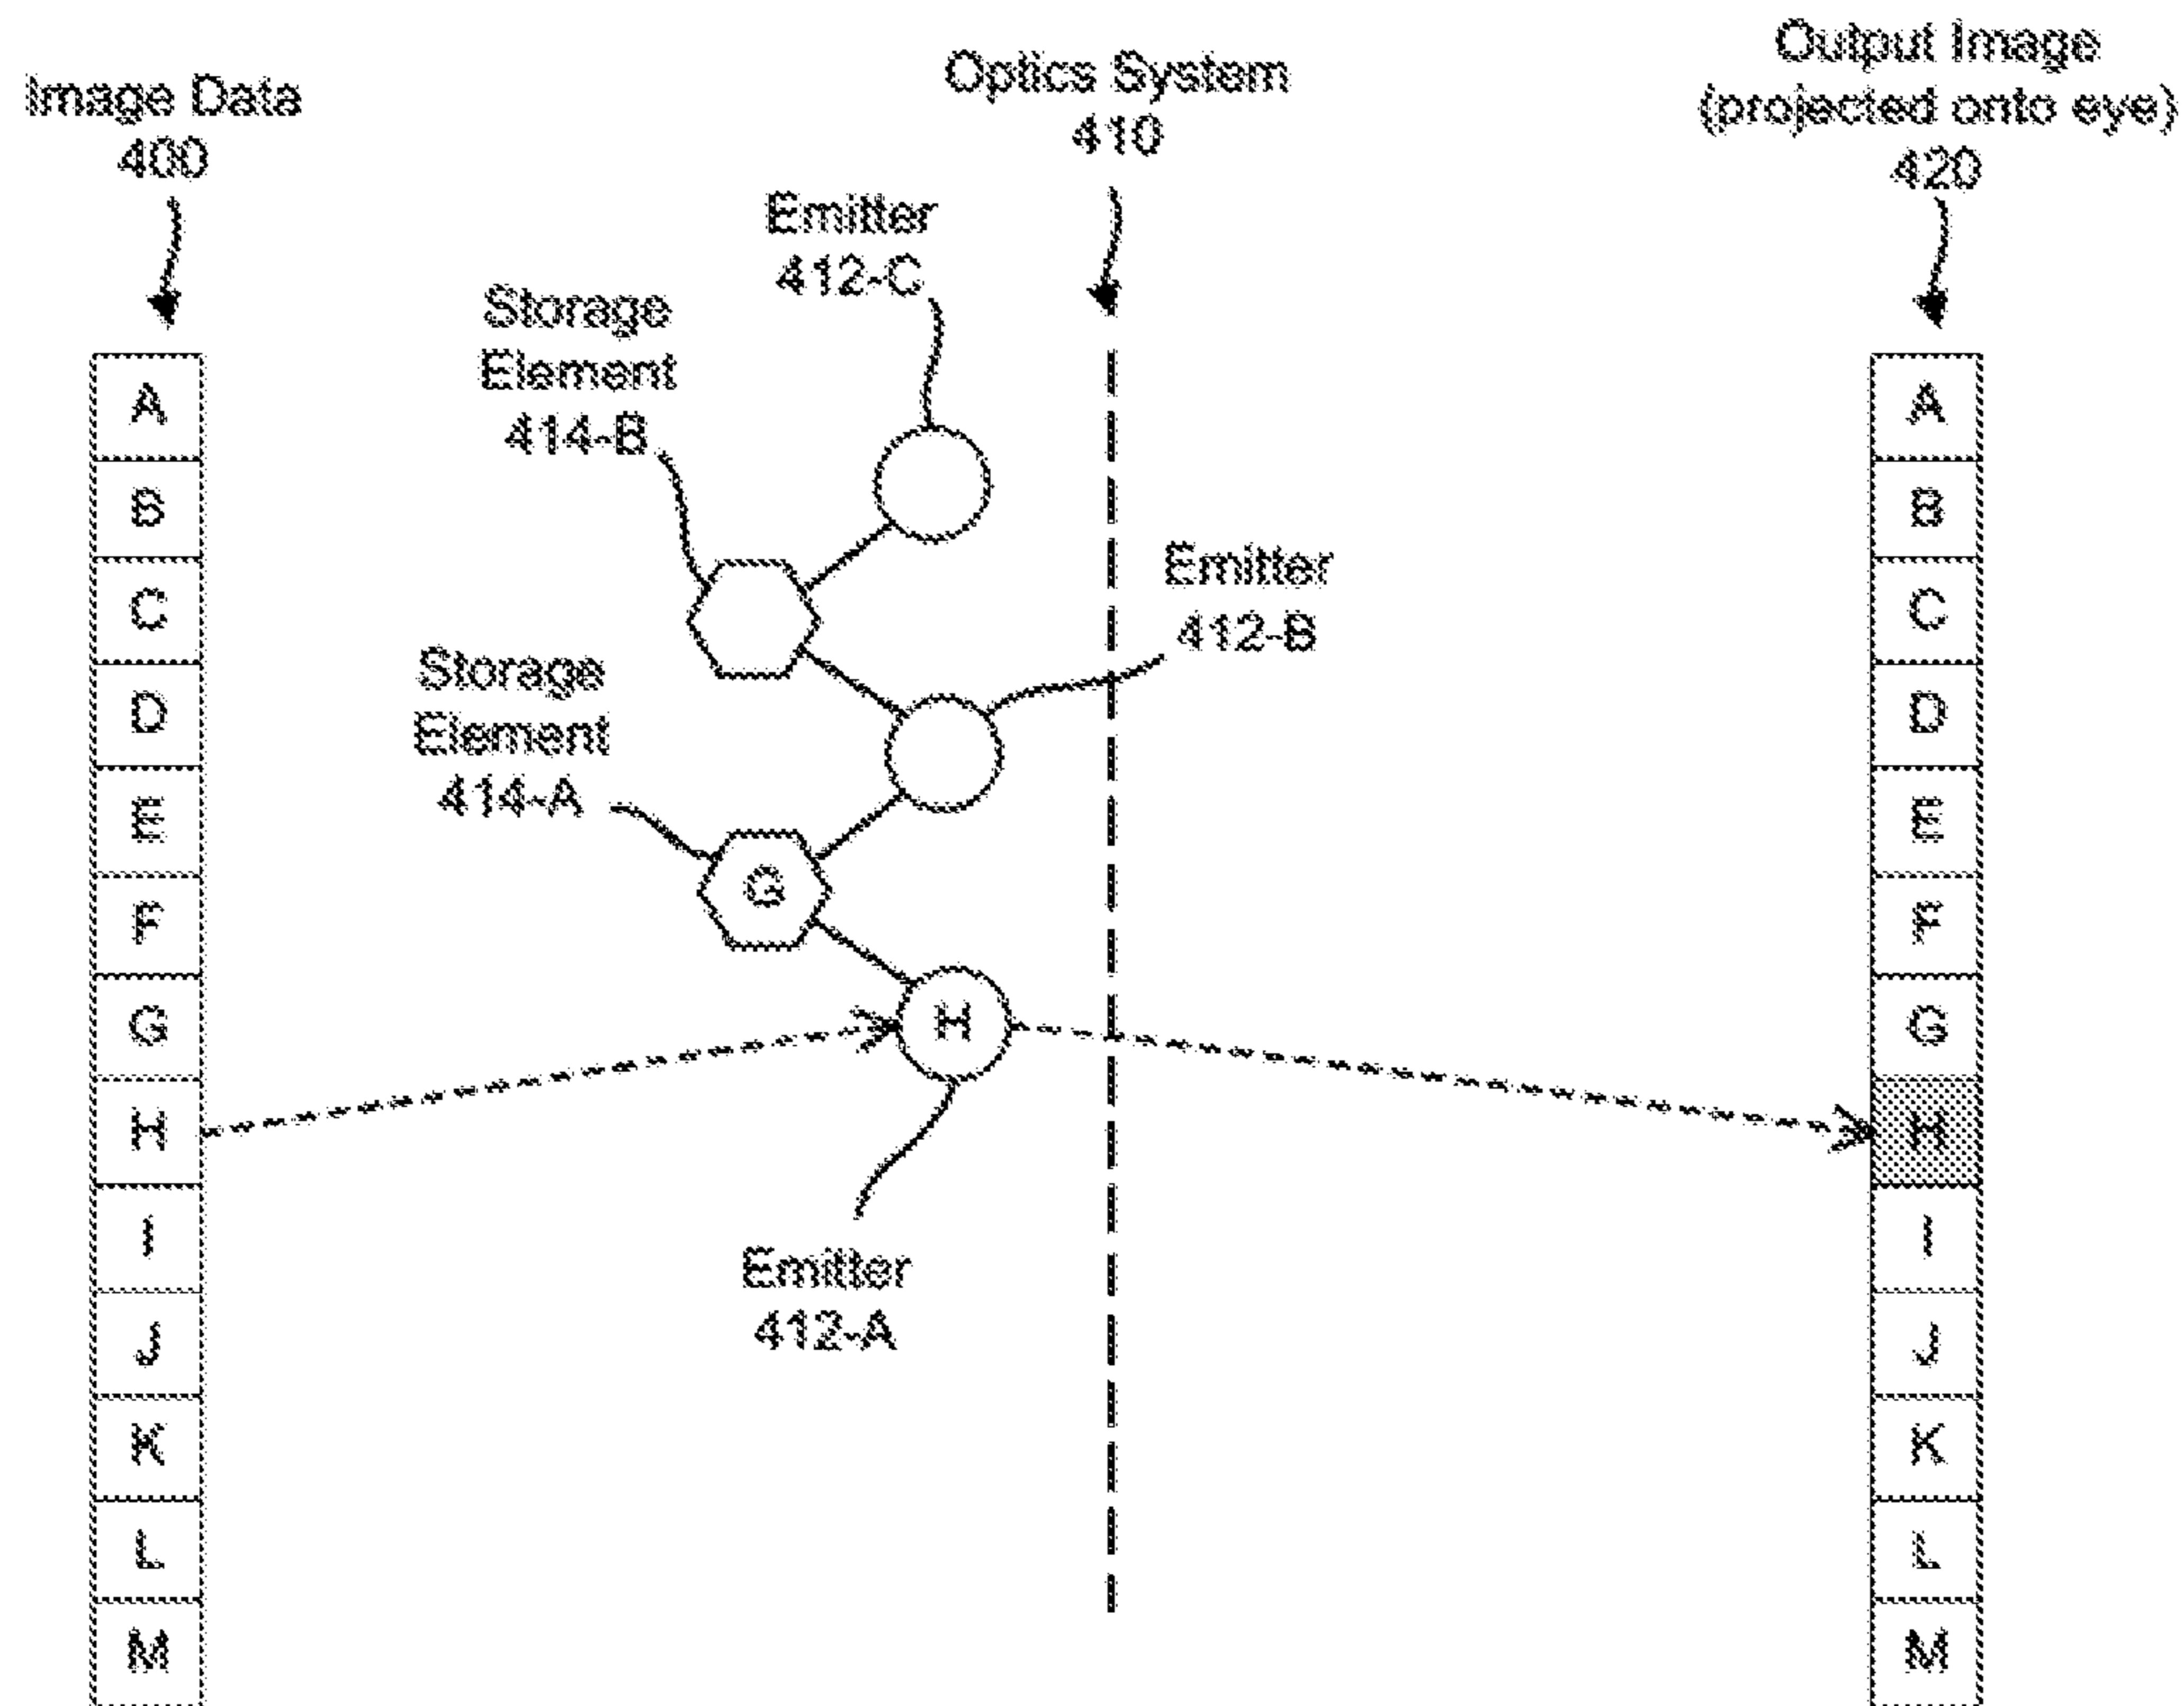 Image Data
400
Optics System
410
Output Image
(projected onto eye)
420
Emitter
412-C
Storage
Element
414-B
Emitter
412-B
Storage
Element
414-A
Emitter
412-A
A
B
C
D
E
F
G
H
I
J
K
L
M
G
H
A
B
C
D
E
F
G
H
I
J
K
L
M